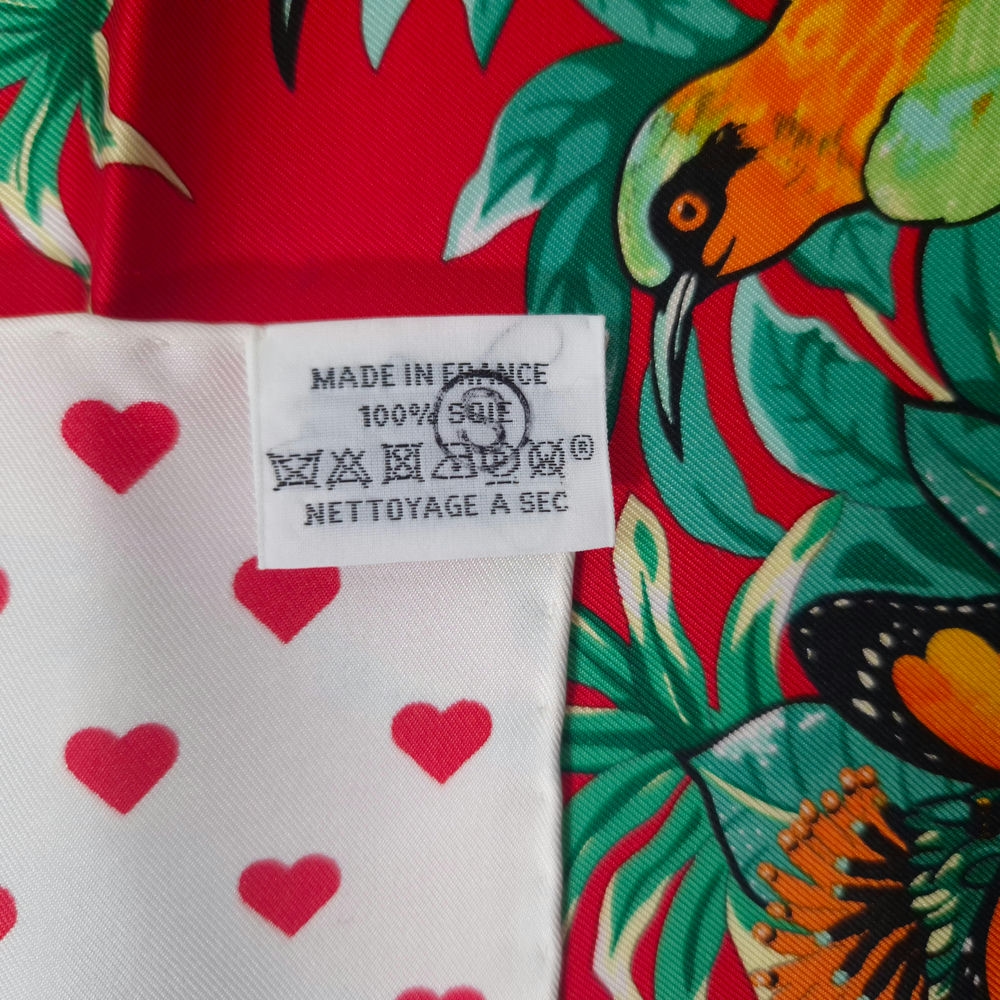 MADE IN FRANCE
100% SOIE
®
NETTOYAGE A SEC